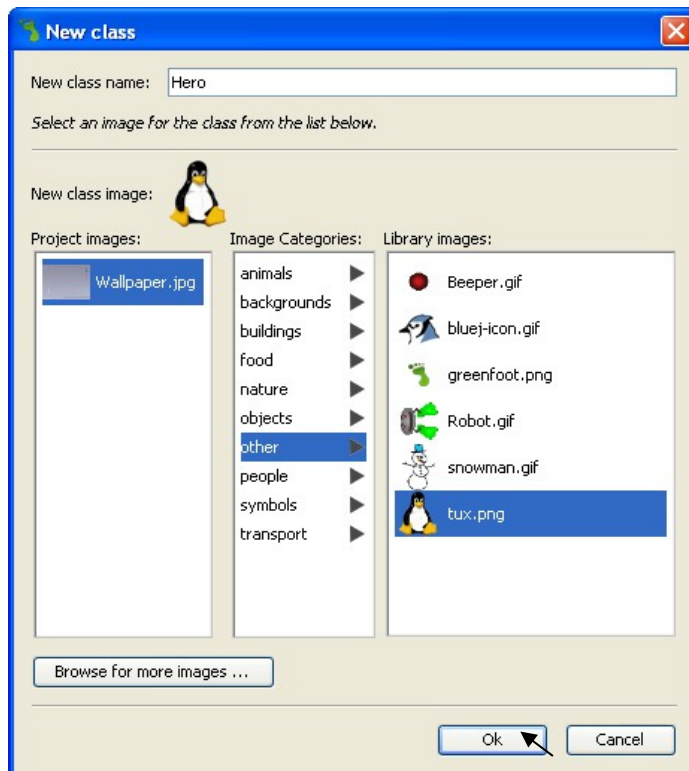 New class
New class name: Hero
Select an image for the class from the list below.
New class image:
Project images:
Wallpaper.jpg
Image Categories:
animals
backgrounds
buildings
food
nature
objects
other
people
symbols
transport
Library images:
Beeper.gif
bluej-icon.gif
greenfoot.png
Robot.gif
snowman.gif
tux.png
Browse for more images ...
Ok
Cancel